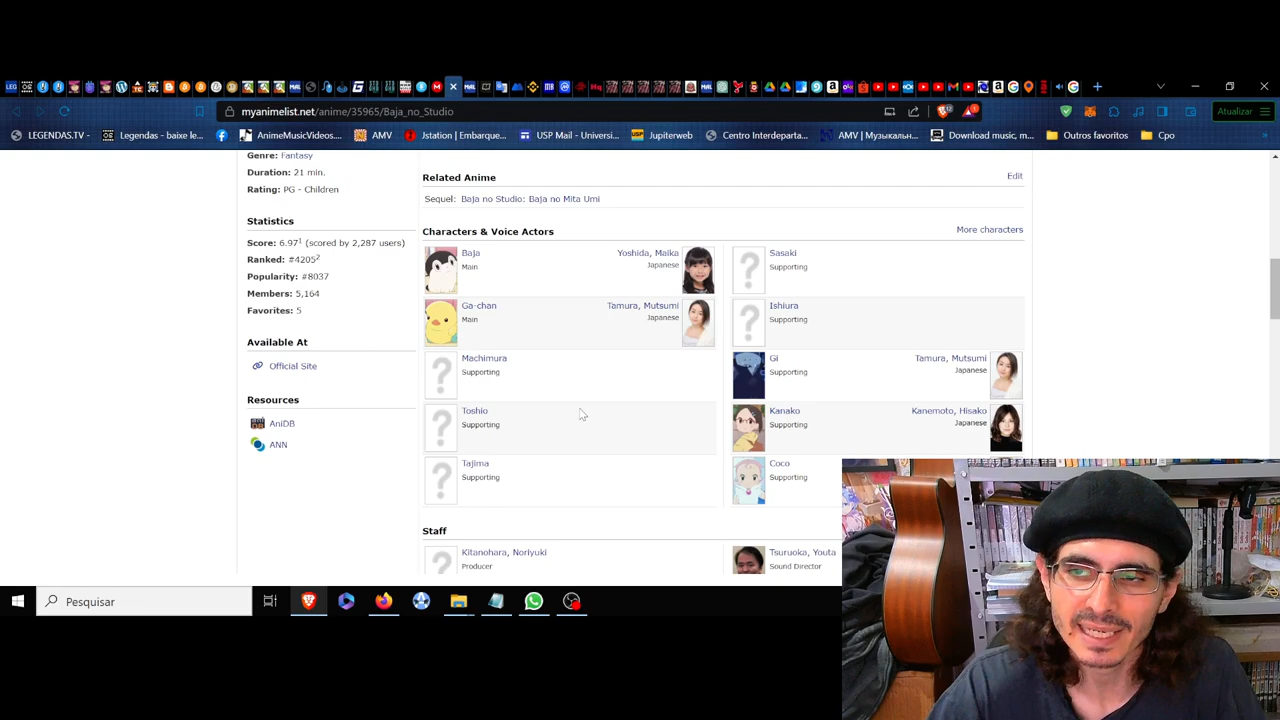 myanimelist.net/anime/35965/Baja_no_Studio
Atualizar
LEGENDAS.TV -
Legendas - baixe le...
AnimeMusicVideos....
AMV
Jstation | Embarque...
USP Mail - Universi...
Jupiterweb
Centro Interdeparta...
AMV | Музыкальн...
Download music, m...
Outros favoritos
Cpo
Genre: Fantasy
Duration: 21 min.
Rating: PG - Children
Statistics
Score: 6.97¹ (scored by 2,287 users)
Ranked: #4205²
Popularity: #8037
Members: 5,164
Favorites: 5
Available At
Official Site
Resources
AniDB
ANN
Related Anime
Edit
Sequel: Baja no Studio: Baja no Mita Umi
Characters & Voice Actors
More characters
Baja
Main
Yoshida, Maika
Japanese
Sasaki
Supporting
Ga-chan
Main
Tamura, Mutsumi
Japanese
Ishiura
Supporting
Machimura
Supporting
Gi
Supporting
Tamura, Mutsumi
Japanese
Toshio
Supporting
Kanako
Supporting
Kanemoto, Hisako
Japanese
Tajima
Supporting
Coco
Supporting
Staff
Kitanohara, Noriyuki
Producer
Tsuruoka, Youta
Sound Director
Pesquisar